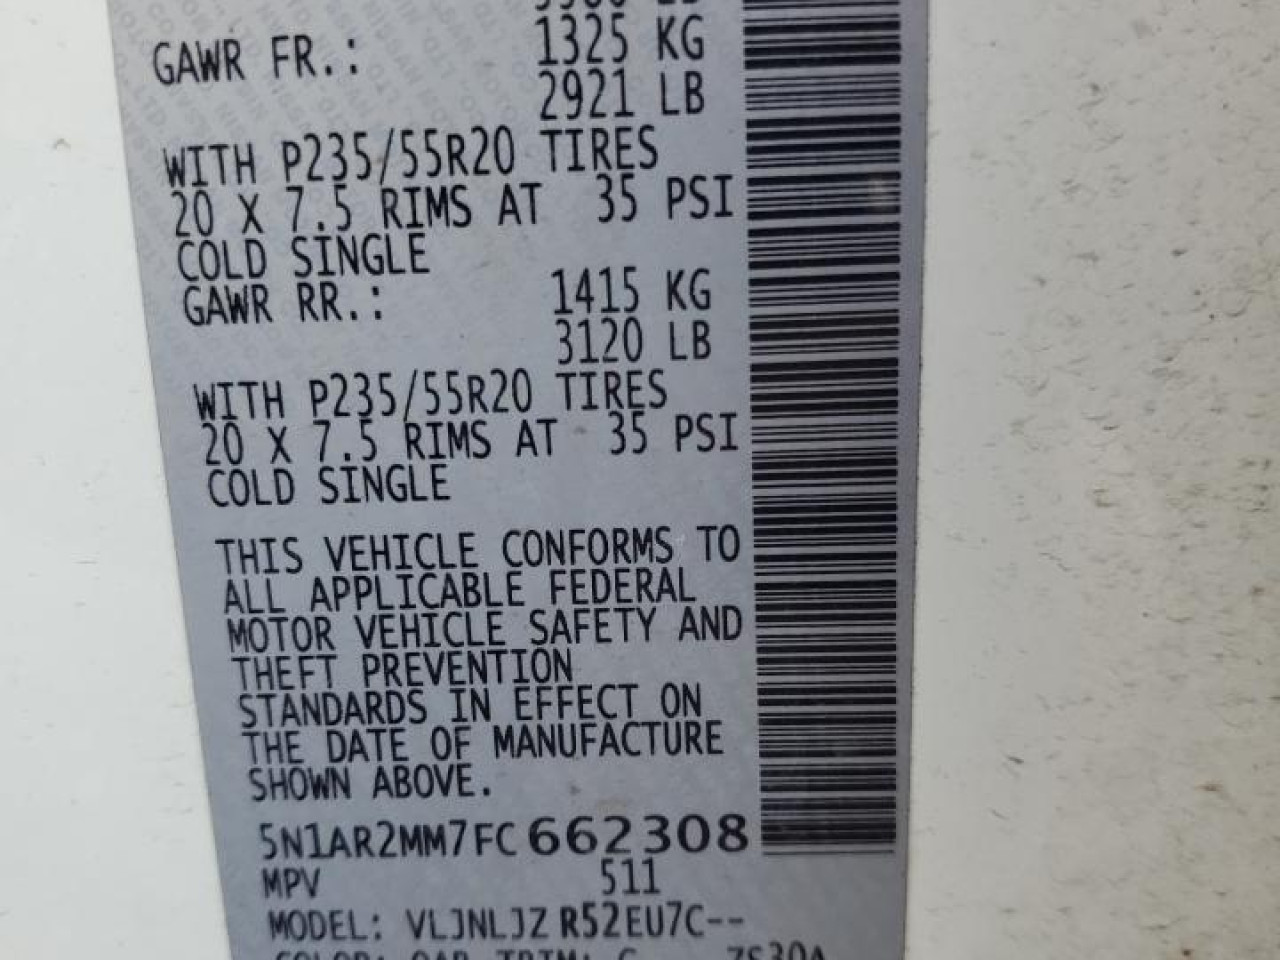 GAWR FR.: 1325 KG
2921 LB
WITH P235/55R20 TIRES
20 X 7.5 RIMS AT 35 PSI
COLD SINGLE
GAWR RR.: 1415 KG
3120 LB
WITH P235/55R20 TIRES
20 X 7.5 RIMS AT 35 PSI
COLD SINGLE
THIS VEHICLE CONFORMS TO
ALL APPLICABLE FEDERAL
MOTOR VEHICLE SAFETY AND
THEFT PREVENTION
STANDARDS IN EFFECT ON
THE DATE OF MANUFACTURE
SHOWN ABOVE.
5N1AR2MM7FC662308
MPV 511
MODEL: VLJNLJZ R52EU7C--